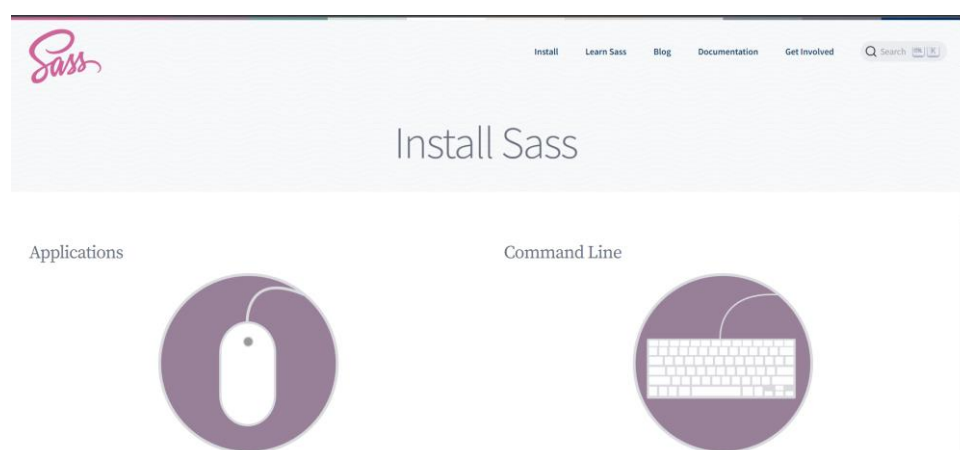 Sass
Install Learn Sass Blog Documentation Get Involved Search
Install Sass
Applications
Command Line